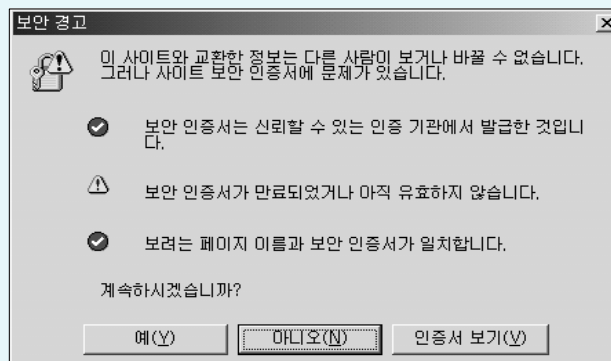 보안 경고
이 사이트와 교환한 정보는 다른 사람이 보거나 바꿀 수 없습니다.
그러나 사이트 보안 인증서에 문제가 있습니다.
보안 인증서는 신뢰할 수 있는 인증 기관에서 발급한 것입니
다.
보안 인증서가 만료되었거나 아직 유효하지 않습니다.
보려는 페이지 이름과 보안 인증서가 일치합니다.
계속하시겠습니까?
예(Y) 아니오(N) 인증서 보기(V)